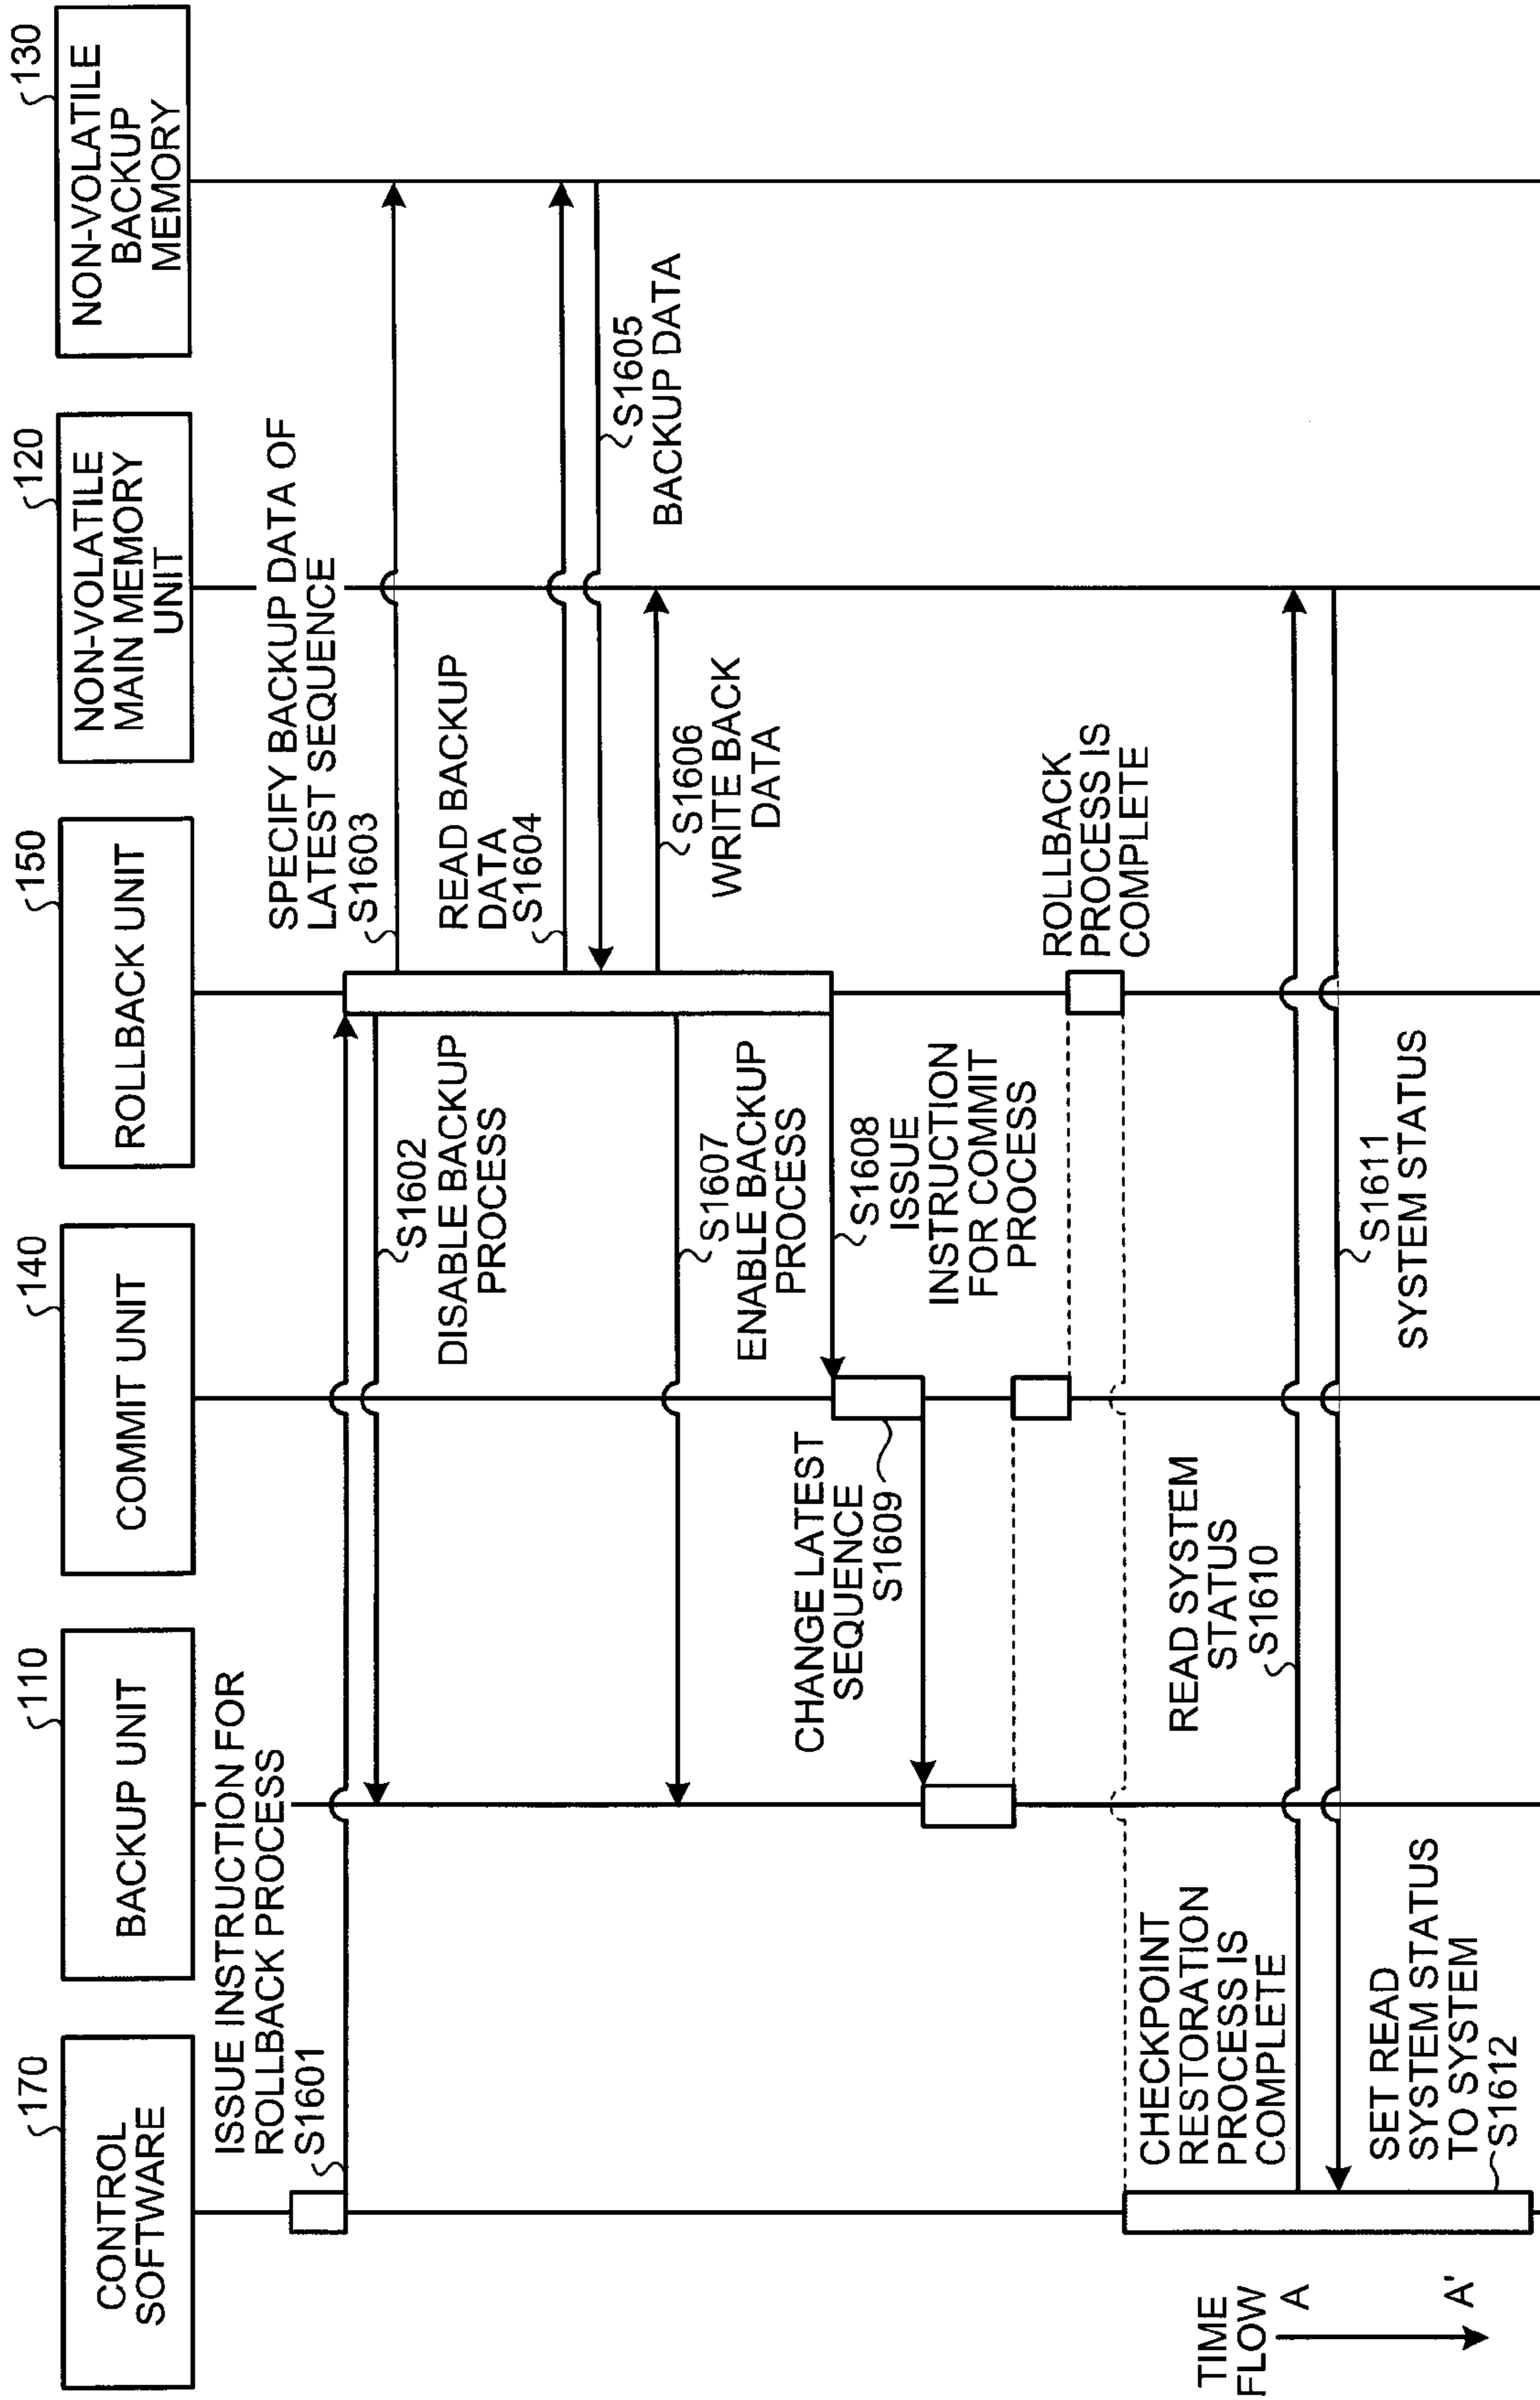 170
CONTROL
SOFTWARE
110
BACKUP UNIT
140
COMMIT UNIT
150
ROLLBACK UNIT
120
NON-VOLATILE
MAIN MEMORY
UNIT
130
NON-VOLATILE
BACKUP
MEMORY
ISSUE INSTRUCTION FOR
ROLLBACK PROCESS
S1601
S1602
DISABLE BACKUP
PROCESS
SPECIFY BACKUP DATA OF
LATEST SEQUENCE
S1603
READ BACKUP
DATA
S1604
S1605
BACKUP DATA
S1606
WRITE BACK
DATA
S1607
ENABLE BACKUP
PROCESS
S1608
ISSUE
INSTRUCTION
FOR COMMIT
PROCESS
CHANGE LATEST
SEQUENCE
S1609
ROLLBACK
PROCESS IS
COMPLETE
CHECKPOINT
RESTORATION
PROCESS IS
COMPLETE
READ SYSTEM
STATUS
S1610
S1611
SYSTEM STATUS
SET READ
SYSTEM STATUS
TO SYSTEM
S1612
TIME
FLOW
A
A'